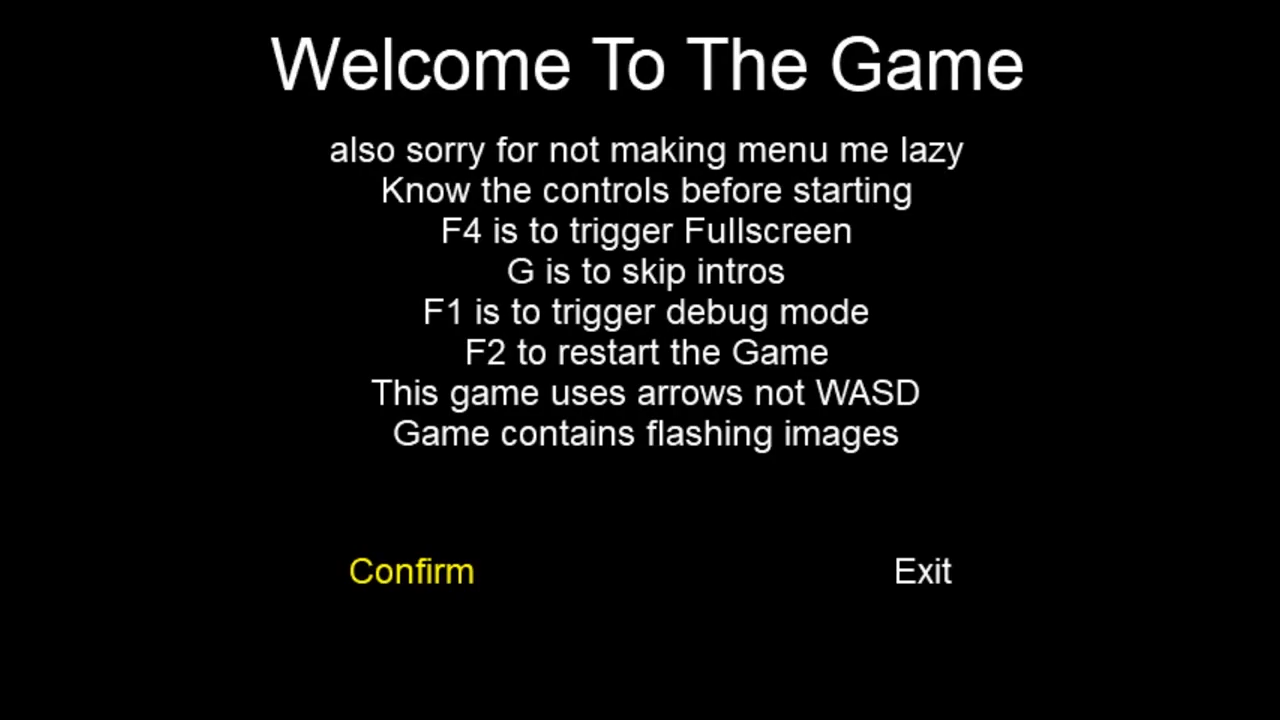 Welcome To The Game
also sorry for not making menu me lazy
Know the controls before starting
F4 is to trigger Fullscreen
G is to skip intros
F1 is to trigger debug mode
F2 to restart the Game
This game uses arrows not WASD
Game contains flashing images
Confirm
Exit